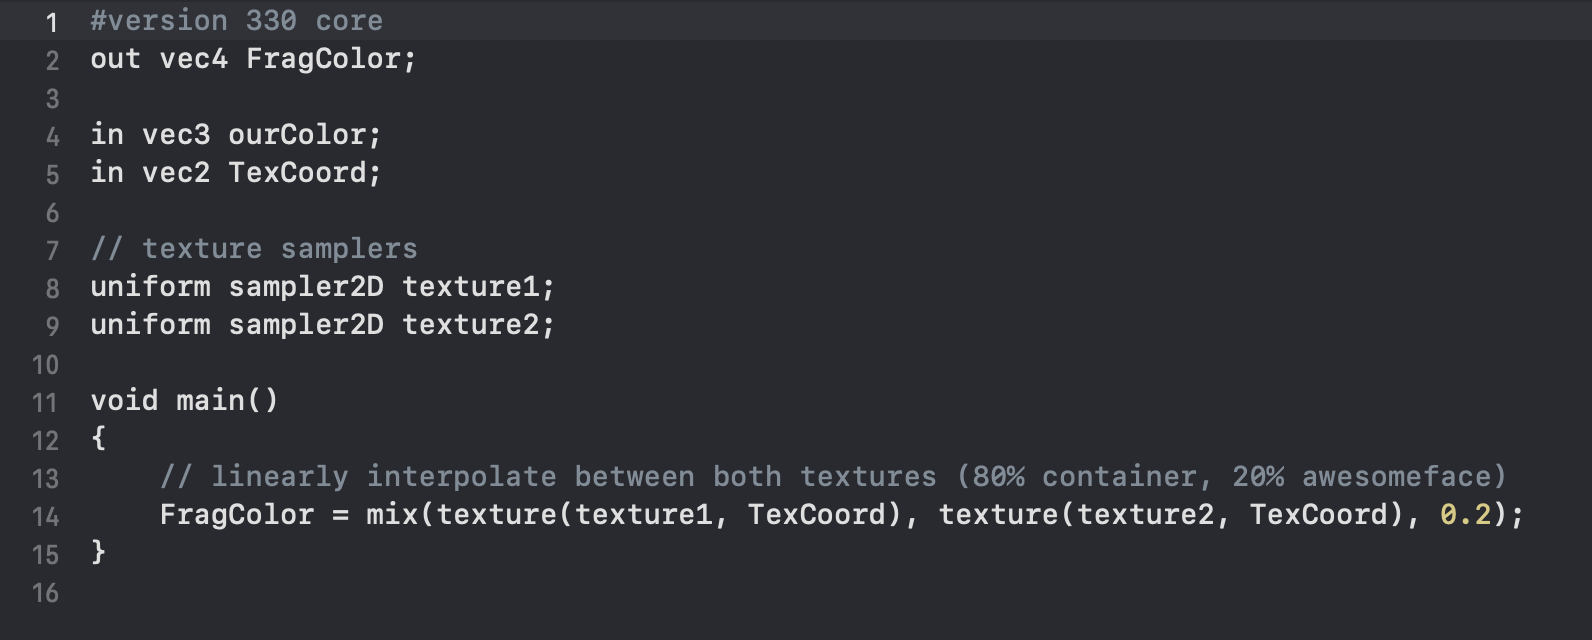 1 #version 330 core
2 out vec4 FragColor;
3
4 in vec3 ourColor;
5 in vec2 TexCoord;
6
7 // texture samplers
8 uniform sampler2D texture1;
9 uniform sampler2D texture2;
10
11 void main()
12 {
13     // linearly interpolate between both textures (80% container, 20% awesomeface)
14     FragColor = mix(texture(texture1, TexCoord), texture(texture2, TexCoord), 0.2);
15 }
16